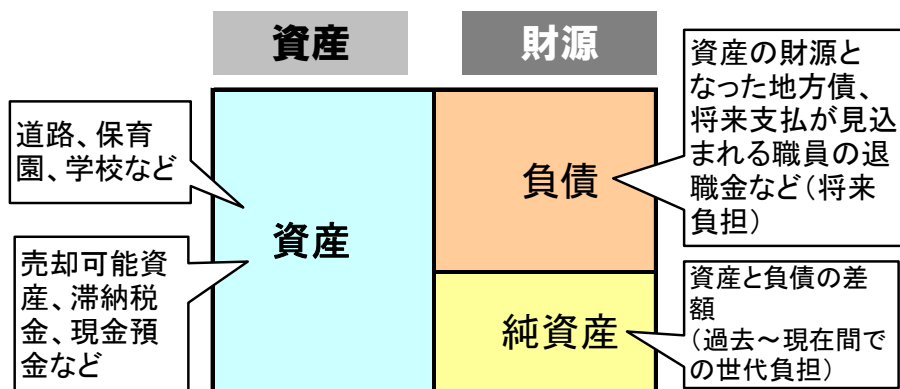 資産
財源
道路、保育
園、学校など
売却可能資
産、滞納税
金、現金預
金など
資産
負債
純資産
資産の財源と
なった地方債、
将来支払が見込
まれる職員の退
職金など（将来
負担）
資産と負債の差
額
（過去～現在間で
の世代負担）